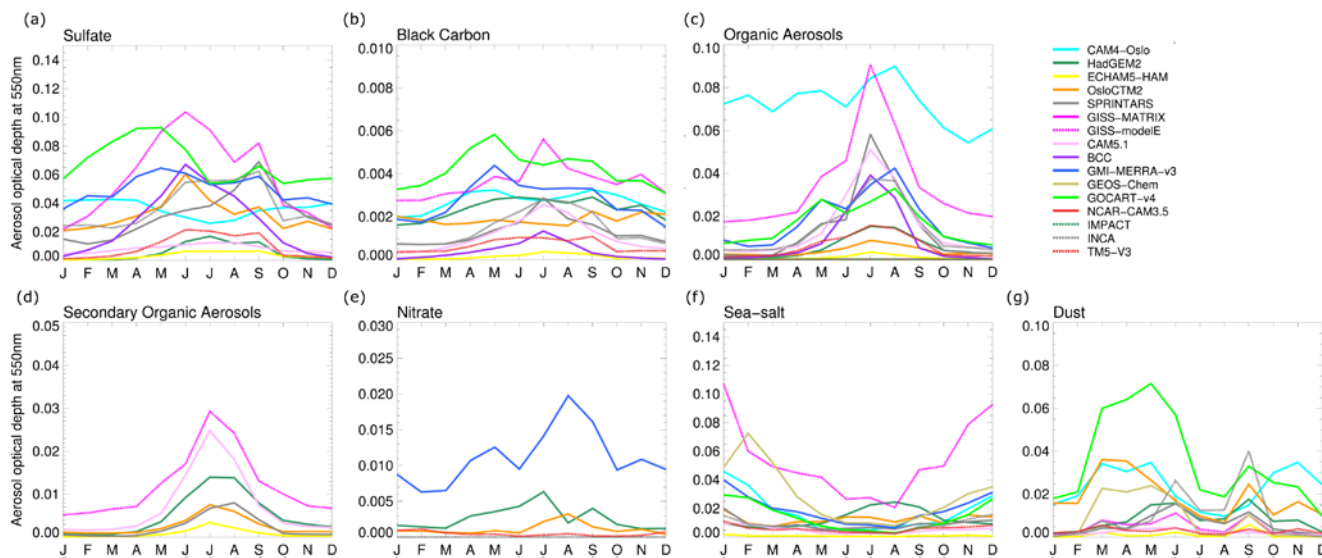 (a)
Sulfate
Aerosol optical depth at 550nm
0.14
0.12
0.10
0.08
0.06
0.04
0.02
0.00
J F M A M J J A S O N D
(b)
Black Carbon
0.010
0.008
0.006
0.004
0.002
0.000
J F M A M J J A S O N D
(c)
Organic Aerosols
0.10
0.08
0.06
0.04
0.02
0.00
J F M A M J J A S O N D
CAM4-Oslo
HadGEM2
ECHAM5-HAM
OsloCTM2
SPRINTARS
GISS-MATRIX
GISS-modelE
CAM5.1
BCC
GMI-MERRA-v3
GEOS-Chem
GOCART-v4
NCAR-CAM3.5
IMPACT
INCA
TM5-V3
(d)
Secondary Organic Aerosols
Aerosol optical depth at 550nm
0.05
0.04
0.03
0.02
0.01
0.00
J F M A M J J A S O N D
(e)
Nitrate
0.030
0.025
0.020
0.015
0.010
0.005
0.000
J F M A M J J A S O N D
(f)
Sea-salt
0.14
0.12
0.10
0.08
0.06
0.04
0.02
0.00
J F M A M J J A S O N D
(g)
Dust
0.10
0.08
0.06
0.04
0.02
0.00
J F M A M J J A S O N D